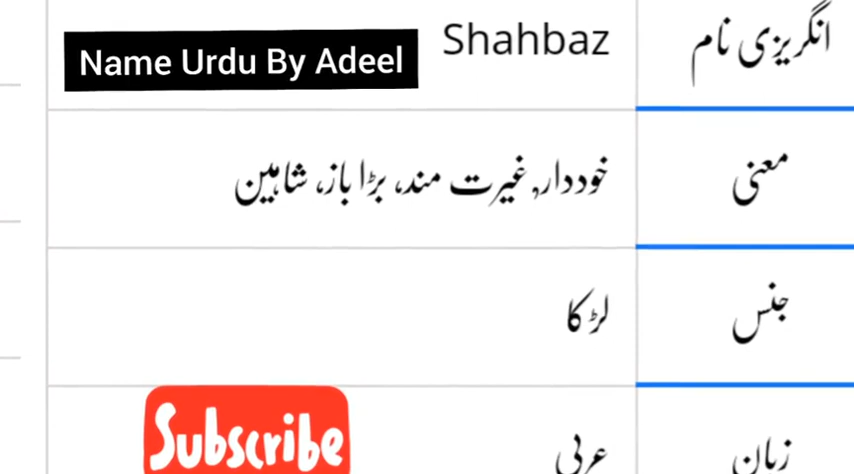 انگریزی نام Shahbaz
Name Urdu By Adeel
معنی خوددار, غیرت مند، بڑا باز، شاہین
جنس لڑکا
زبان عربی
Subscribe